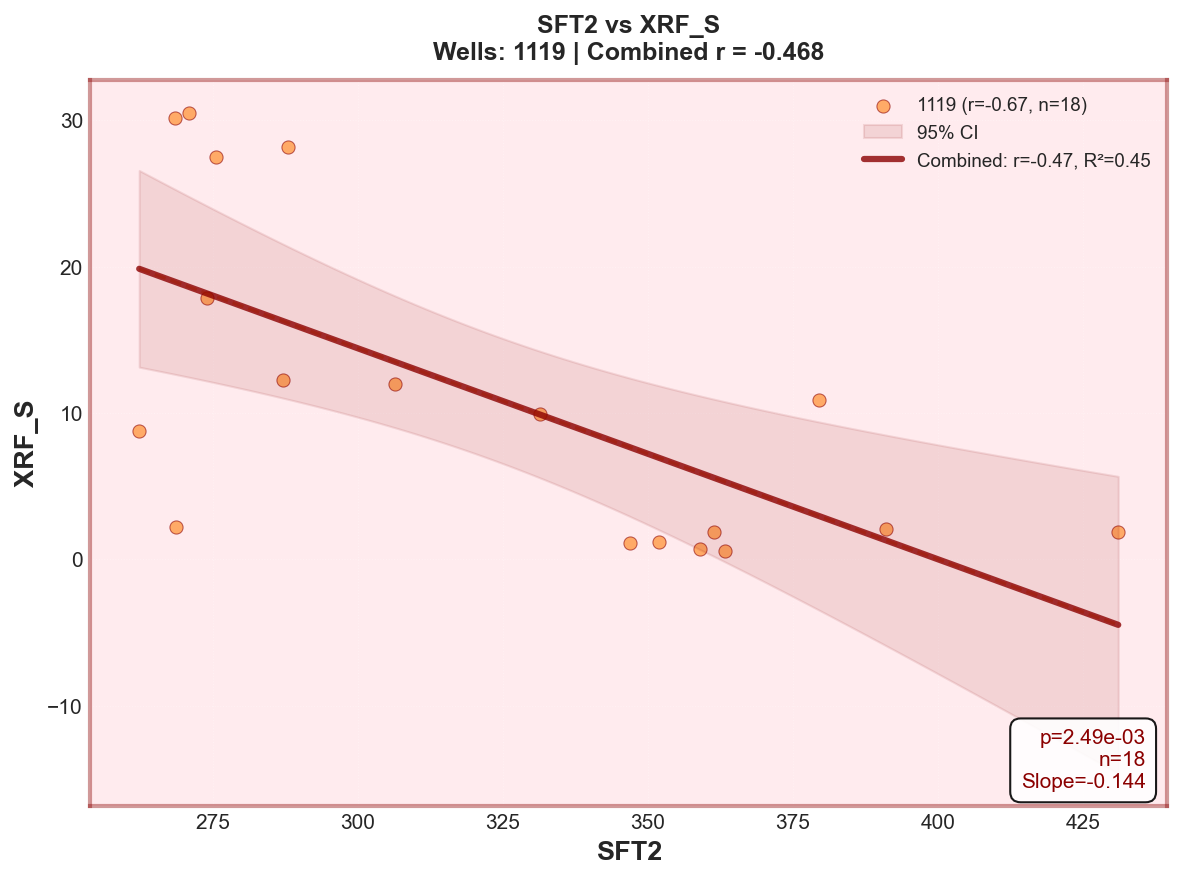 SFT2 vs XRF_S
Wells: 1119 | Combined r = -0.468
1119 (r=-0.67, n=18)
95% CI
Combined: r=-0.47, R²=0.45
30
20
10
0
−10
XRF_S
p=2.49e-03
n=18
Slope=-0.144
275 300 325 350 375 400 425
SFT2